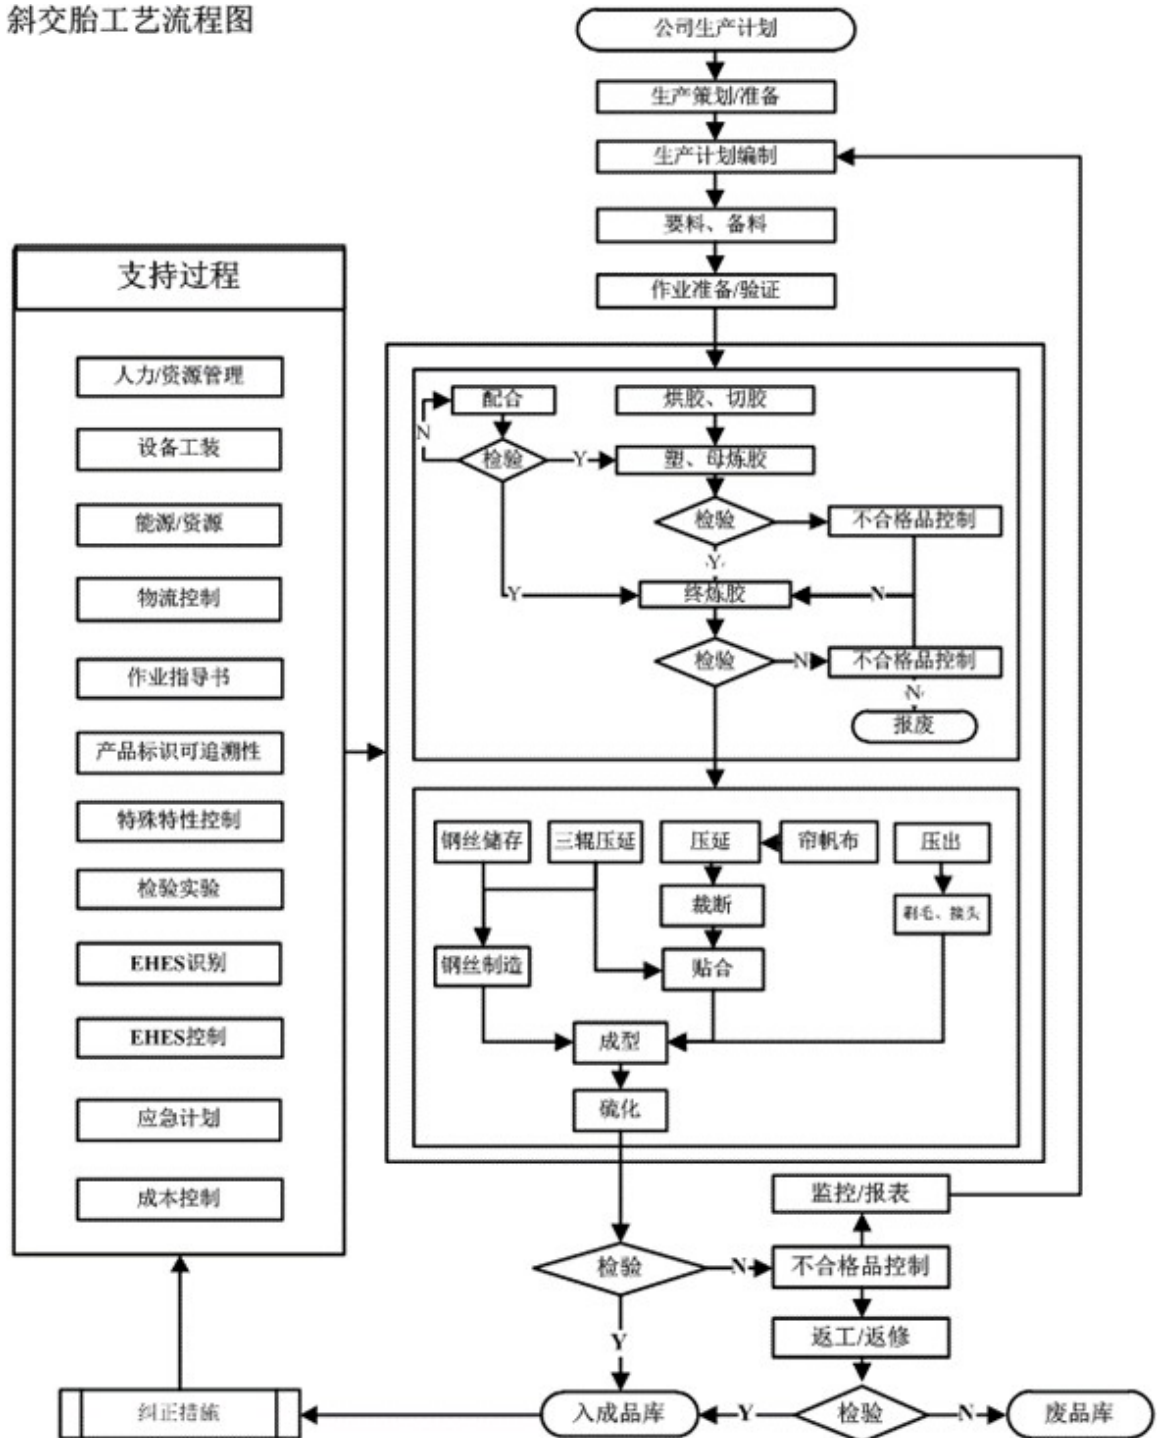 斜交胎工艺流程图
公司生产计划
生产策划/准备
生产计划编制
要料、备料
作业准备/验证
支持过程
人力/资源管理
设备工装
能源/资源
物流控制
作业指导书
产品标识可追溯性
特殊特性控制
检验实验
EHES识别
EHES控制
应急计划
成本控制
配合
烘胶、切胶
N
检验
Y
塑、母炼胶
检验
不合格品控制
Y
Y
终炼胶
N
检验
N
不合格品控制
N
报废
钢丝储存
三辊压延
压延
帘帆布
压出
裁断
刷毛、接头
钢丝制造
贴合
成型
硫化
监控/报表
检验
N
不合格品控制
Y
返工/返修
纠正措施
入成品库
Y
检验
N
废品库